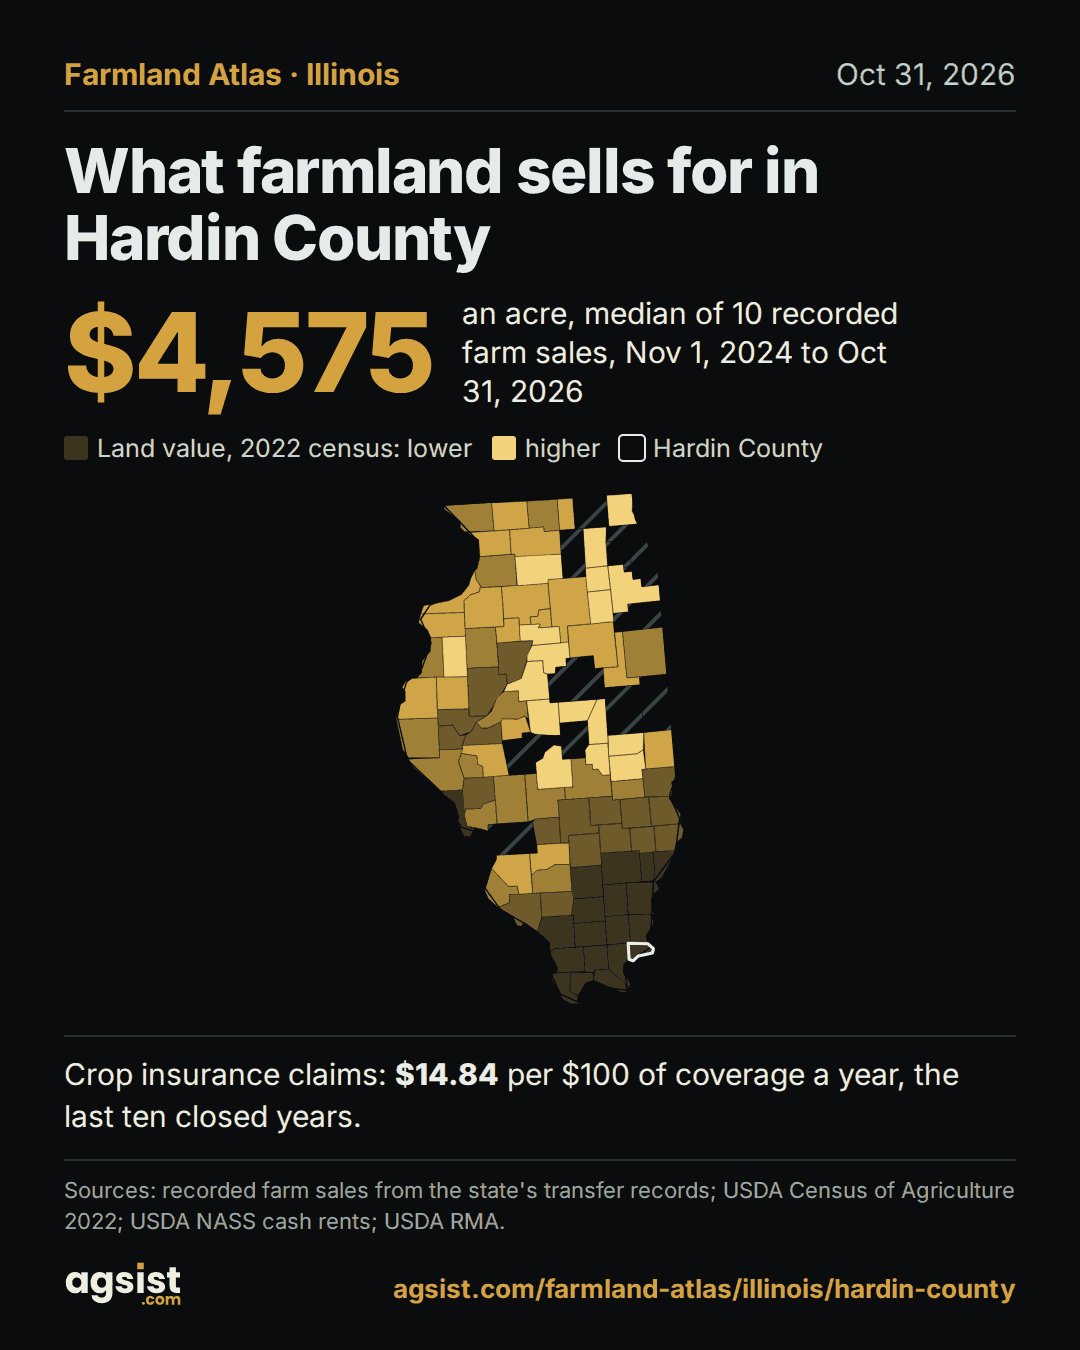 Farmland Atlas · Illinois
Oct 31, 2026
What farmland sells for in
Hardin County
$4,575
an acre, median of 10 recorded
farm sales, Nov 1, 2024 to Oct
31, 2026
Land value, 2022 census: lower
higher
Hardin County
Crop insurance claims: $14.84 per $100 of coverage a year, the
last ten closed years.
Sources: recorded farm sales from the state's transfer records; USDA Census of Agriculture
2022; USDA NASS cash rents; USDA RMA.
agsist
.com
agsist.com/farmland-atlas/illinois/hardin-county